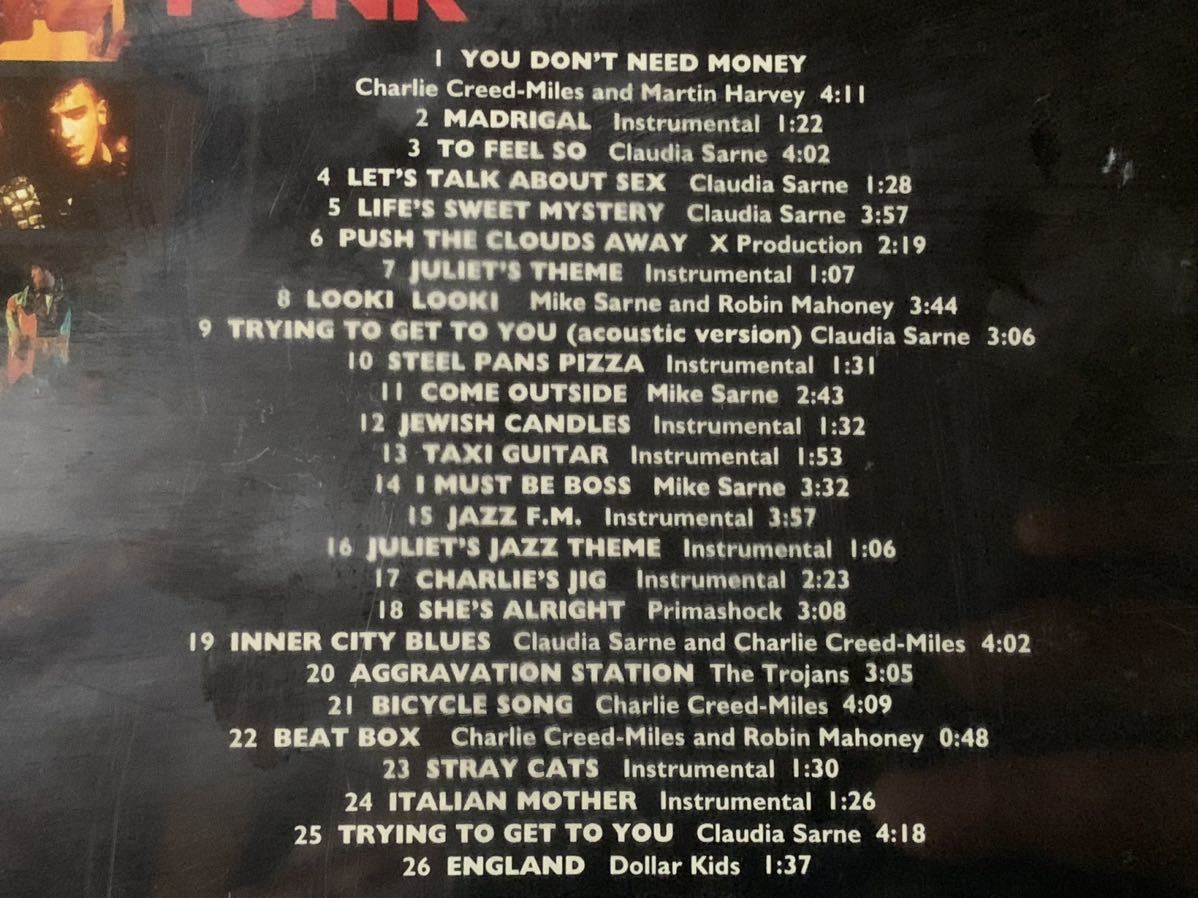 PUNK
1 YOU DON'T NEED MONEY
Charlie Creed-Miles and Martin Harvey 4:11
2 MADRIGAL Instrumental 1:22
3 TO FEEL SO Claudia Sarne 4:02
4 LET'S TALK ABOUT SEX Claudia Sarne 1:28
5 LIFE'S SWEET MYSTERY Claudia Sarne 3:57
6 PUSH THE CLOUDS AWAY X Production 2:19
7 JULIET'S THEME Instrumental 1:07
8 LOOKI LOOKI Mike Sarne and Robin Mahoney 3:44
9 TRYING TO GET TO YOU (acoustic version) Claudia Sarne 3:06
10 STEEL PANS PIZZA Instrumental 1:31
11 COME OUTSIDE Mike Sarne 2:43
12 JEWISH CANDLES Instrumental 1:32
13 TAXI GUITAR Instrumental 1:53
14 I MUST BE BOSS Mike Sarne 3:32
15 JAZZ F.M. Instrumental 3:57
16 JULIET'S JAZZ THEME Instrumental 1:06
17 CHARLIE'S JIG Instrumental 2:23
18 SHE'S ALRIGHT Primashock 3:08
19 INNER CITY BLUES Claudia Sarne and Charlie Creed-Miles 4:02
20 AGGRAVATION STATION The Trojans 3:05
21 BICYCLE SONG Charlie Creed-Miles 4:09
22 BEAT BOX Charlie Creed-Miles and Robin Mahoney 0:48
23 STRAY CATS Instrumental 1:30
24 ITALIAN MOTHER Instrumental 1:26
25 TRYING TO GET TO YOU Claudia Sarne 4:18
26 ENGLAND Dollar Kids 1:37